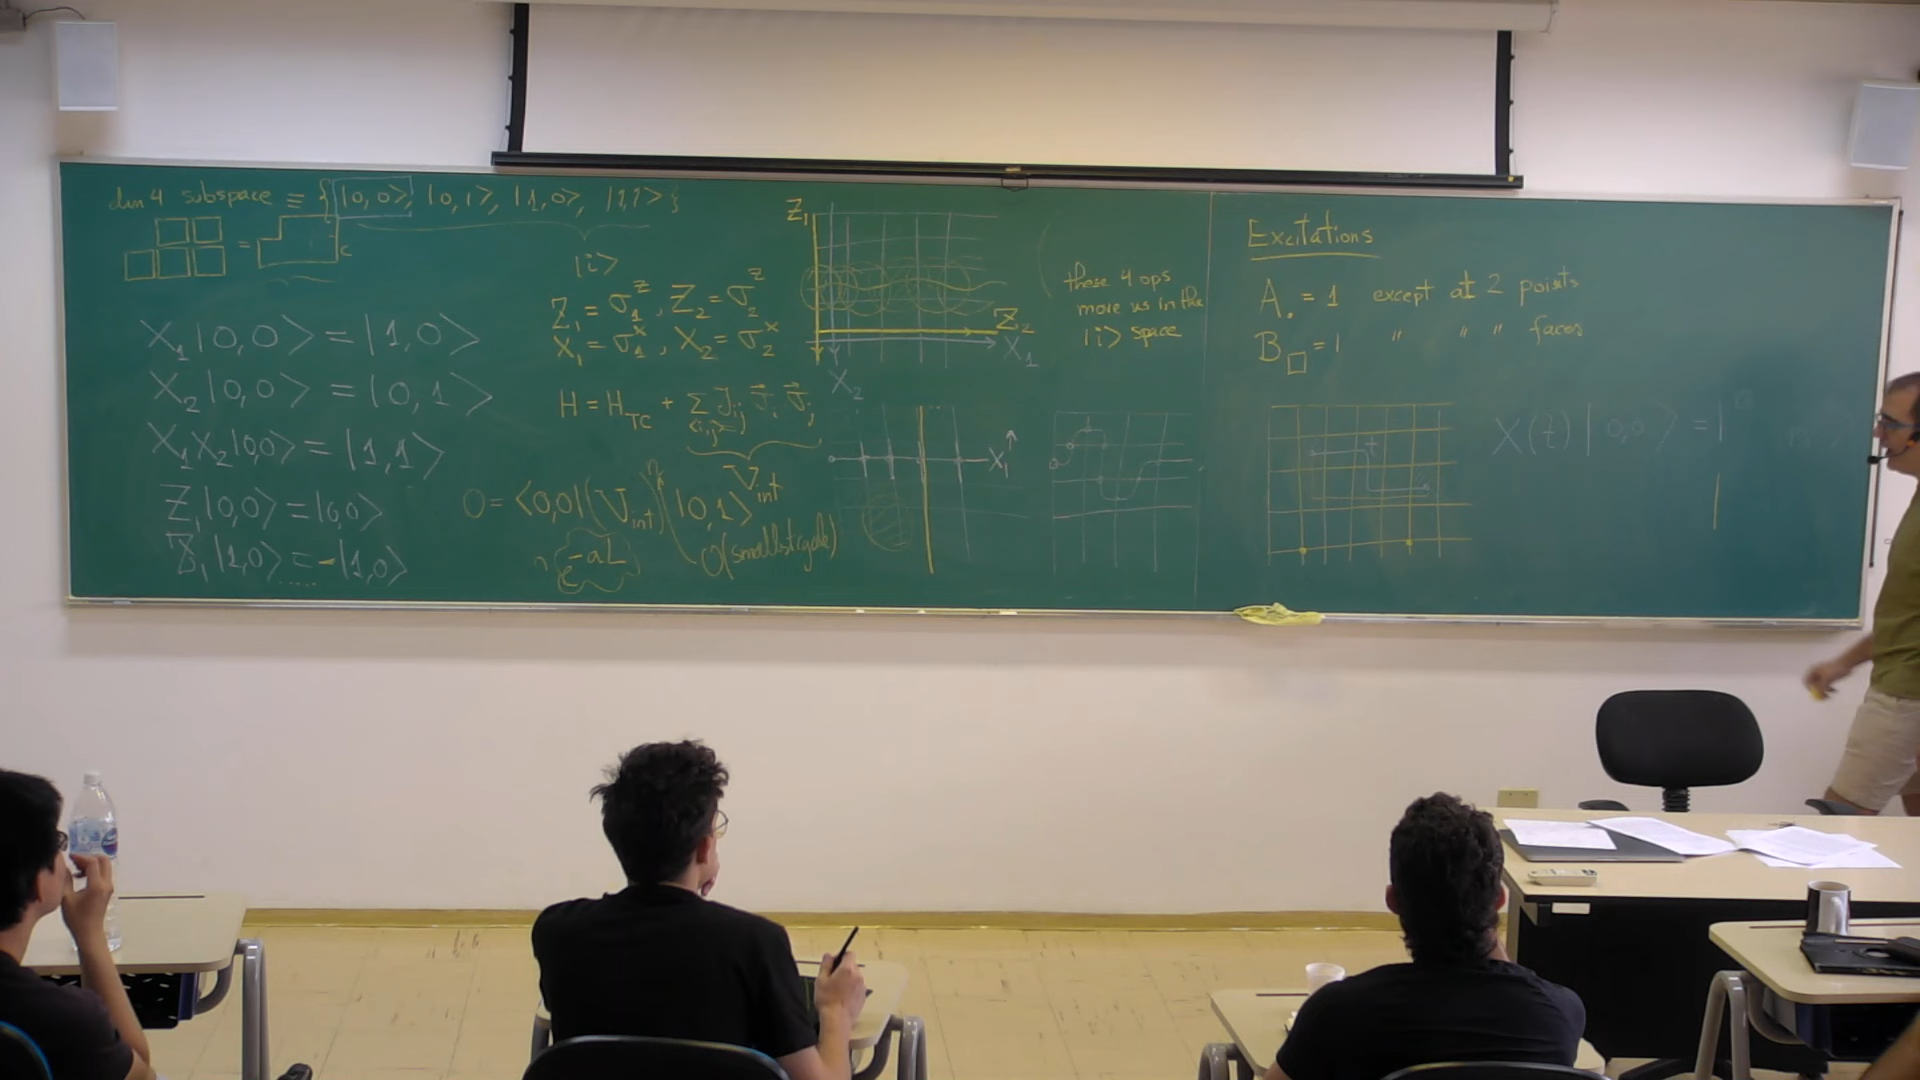 dim 4 subspace ≡ { |0,0>, |0,1>, |1,0>, |1,1> }
= c
|i>
X₁|0,0> = |1,0>
X₂|0,0> = |0,1>
X₁X₂|0,0> = |1,1>
Z₁|0,0> = |0,0>
Z₁|1,0> = -|1,0>
.....
Z₁ = σ₁ᶻ, Z₂ = σ₂ᶻ
X₁ = σ₁ˣ, X₂ = σ₂ˣ
H = H_TC + Σ_<i,j> J_ij σ⃗_i σ⃗_j
V_int
0 = <0,0|(V_int)ⁿ|0,1>
O(smallest cycle)
e^-aL
Z₁
Z₂
X₁
X₂
these 4 ops
move us in the
|i> space
X₁
Excitations
A. = 1 except at 2 points
B□ = 1 " " " faces
t
X(t)|0,0> = |